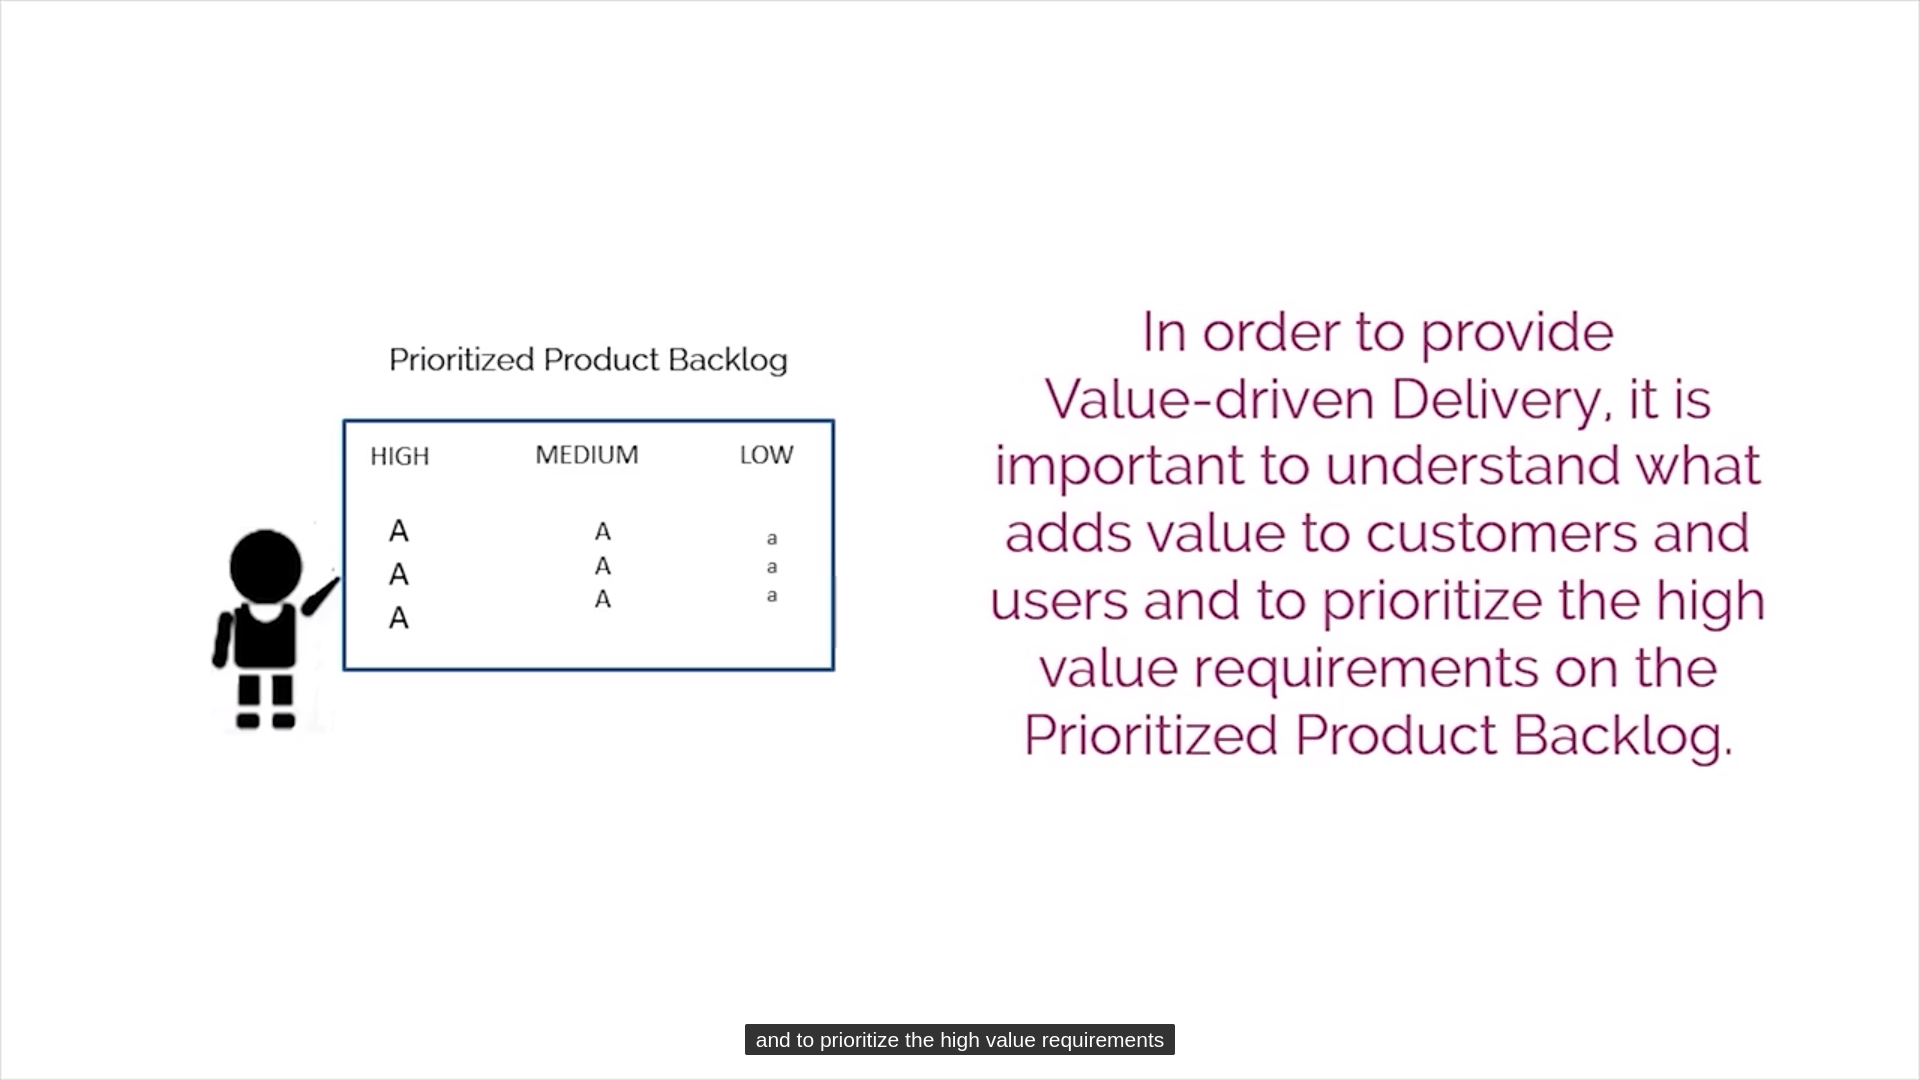 Prioritized Product Backlog
HIGH MEDIUM LOW
A A a
A A a
A A a
In order to provide
Value-driven Delivery, it is
important to understand what
adds value to customers and
users and to prioritize the high
value requirements on the
Prioritized Product Backlog.
and to prioritize the high value requirements